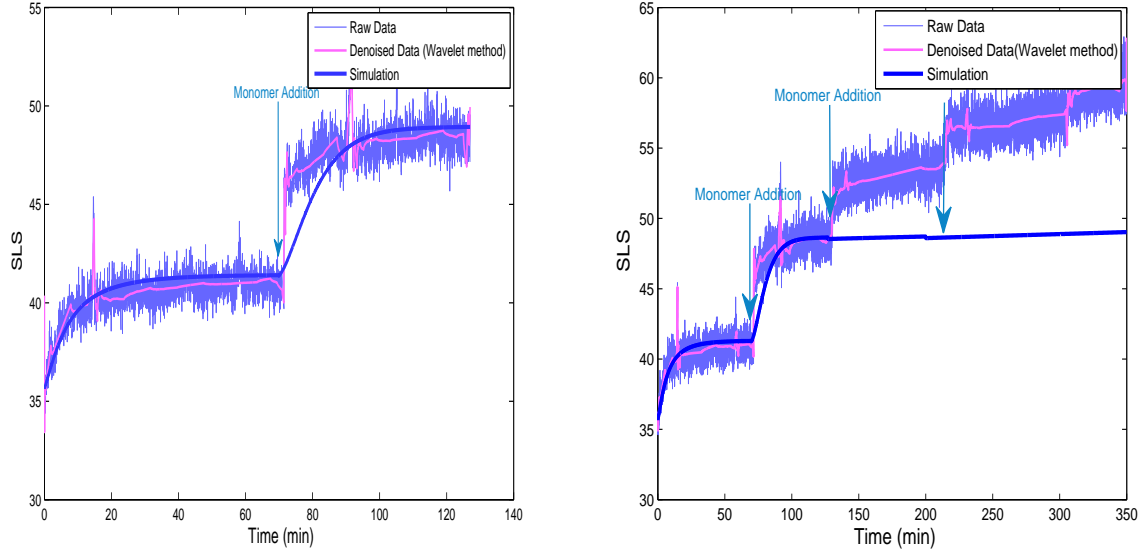 55
50
45
40
35
30
SLS
0
20
40
60
80
100
120
140
Time (min)
Raw Data
Denoised Data (Wavelet method)
Simulation
Monomer Addition
65
60
55
50
45
40
35
30
SLS
0
50
100
150
200
250
300
350
Time (min)
Raw Data
Denoised Data(Wavelet method)
Simulation
Monomer Addition
Monomer Addition